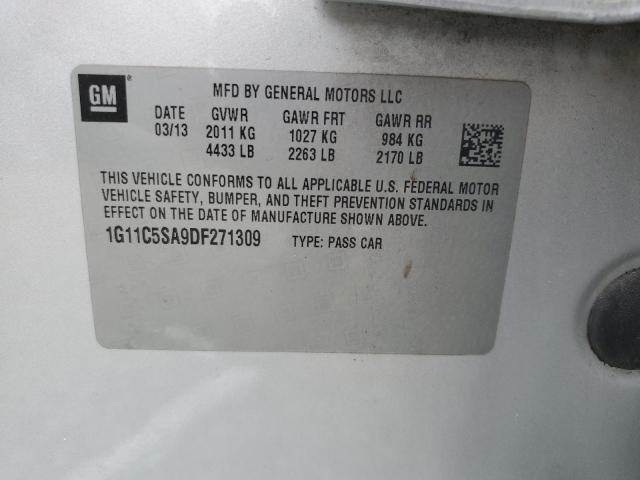 GM
MFD BY GENERAL MOTORS LLC
DATE GVWR GAWR FRT GAWR RR
03/13 2011 KG 1027 KG 984 KG
4433 LB 2263 LB 2170 LB
THIS VEHICLE CONFORMS TO ALL APPLICABLE U.S. FEDERAL MOTOR
VEHICLE SAFETY, BUMPER, AND THEFT PREVENTION STANDARDS IN
EFFECT ON THE DATE OF MANUFACTURE SHOWN ABOVE.
1G11C5SA9DF271309 TYPE: PASS CAR